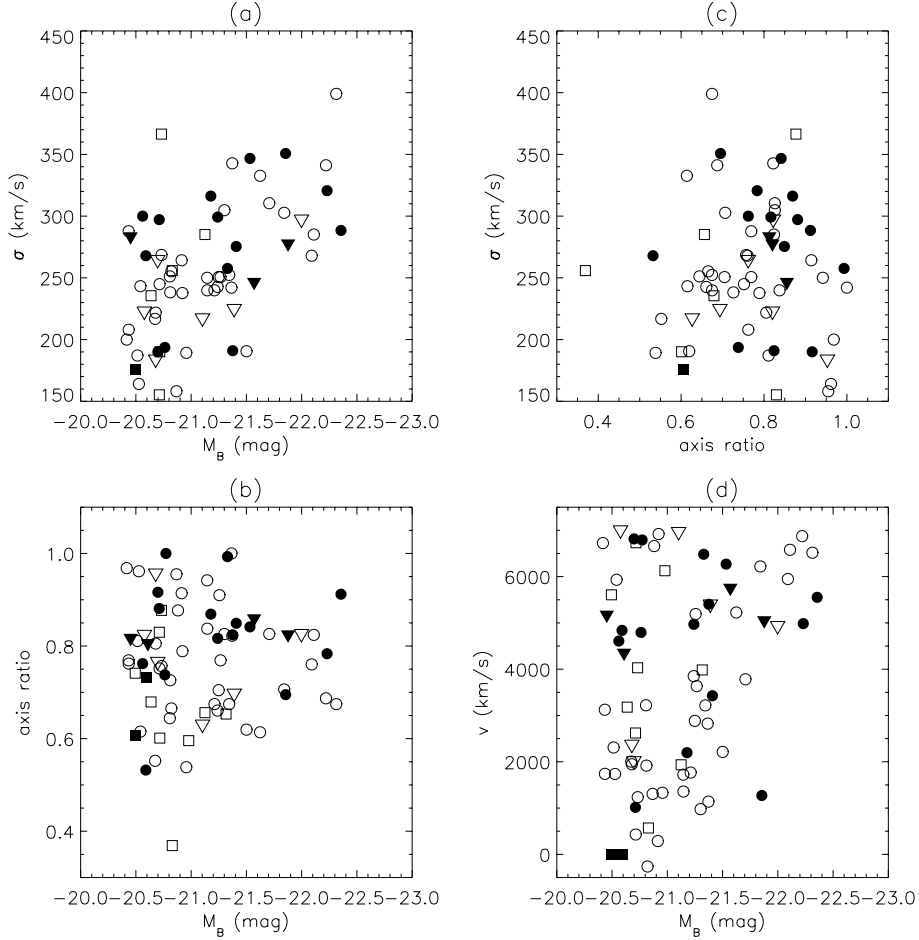 (a)
450
400
350
300
250
200
150
σ (km/s)
-20.0-20.5-21.0-21.5-22.0-22.5-23.0
M_B (mag)
(c)
450
400
350
300
250
200
150
σ (km/s)
0.4 0.6 0.8 1.0
axis ratio
(b)
1.0
0.8
0.6
0.4
axis ratio
-20.0-20.5-21.0-21.5-22.0-22.5-23.0
M_B (mag)
(d)
6000
4000
2000
0
v (km/s)
-20.0-20.5-21.0-21.5-22.0-22.5-23.0
M_B (mag)